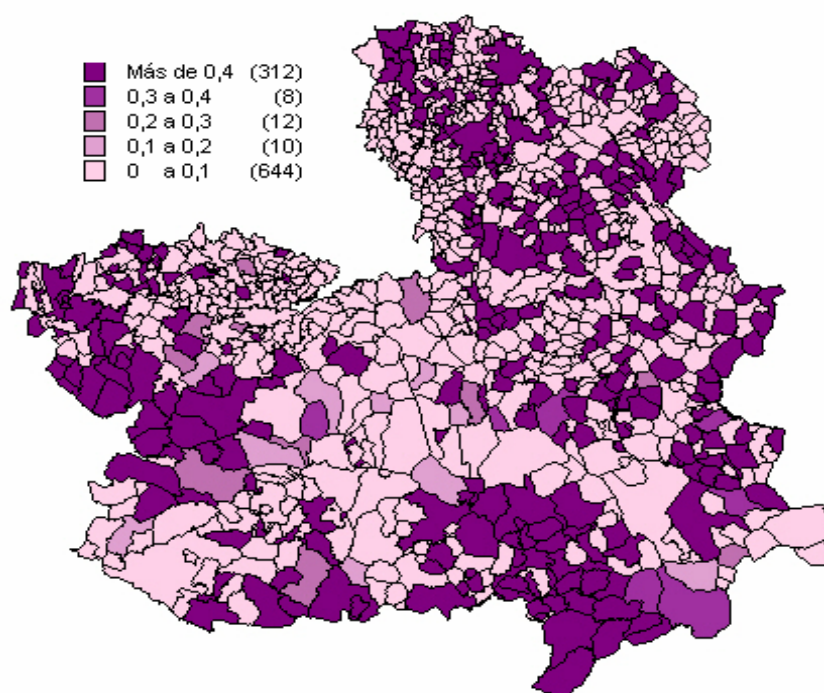 Más de 0,4 (312)
0,3 a 0,4 (8)
0,2 a 0,3 (12)
0,1 a 0,2 (10)
0 a 0,1 (644)